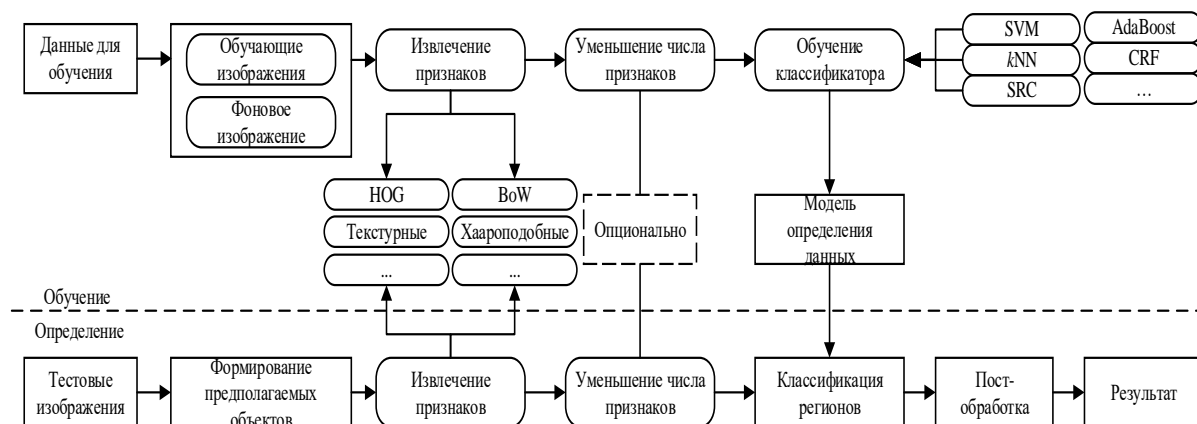 Данные для
обучения
Обучающие
изображения
Фоновое
изображение
Извлечение
признаков
Уменьшение числа
признаков
Обучение
классификатора
SVM
AdaBoost
kNN
CRF
SRC
…
HOG
BoW
Текстурные
Хаароподобные
...
...
Опционально
Модель
определения
данных
Обучение
Определение
Тестовые
изображения
Формирование
предполагаемых
объектов
Извлечение
признаков
Уменьшение числа
признаков
Классификация
регионов
Пост-
обработка
Результат